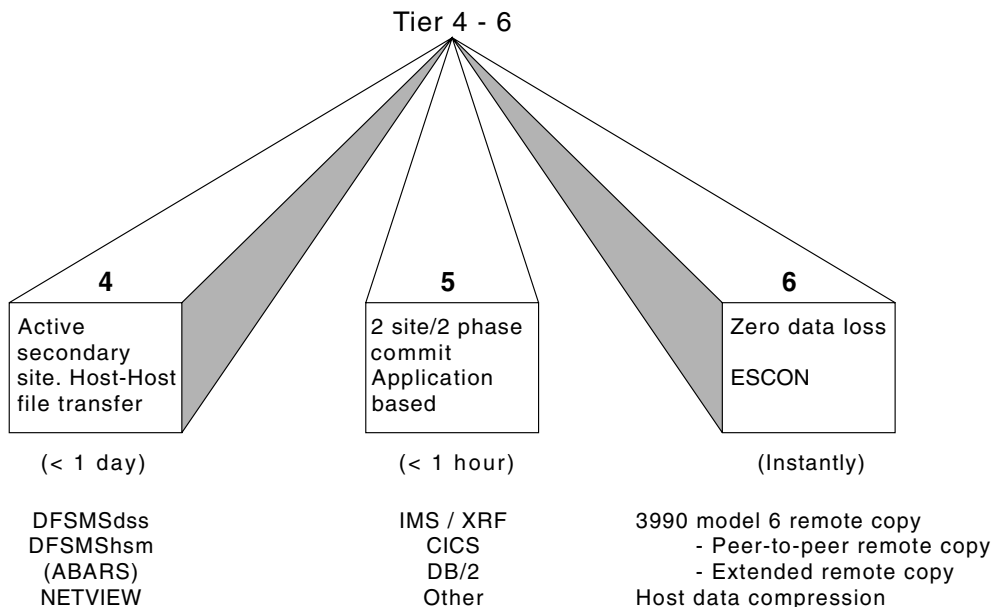 Tier 4 - 6
4
Active
secondary
site. Host-Host
file transfer
(< 1 day)
DFSMSdss
DFSMShsm
(ABARS)
NETVIEW
5
2 site/2 phase
commit
Application
based
(< 1 hour)
IMS / XRF
CICS
DB/2
Other
6
Zero data loss
ESCON
(Instantly)
3990 model 6 remote copy
- Peer-to-peer remote copy
- Extended remote copy
Host data compression